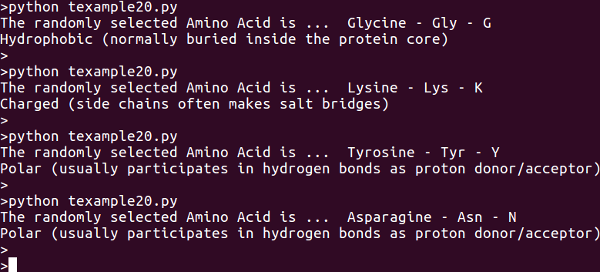 >python texample20.py
The randomly selected Amino Acid is ...  Glycine - Gly - G
Hydrophobic (normally buried inside the protein core)
>
>python texample20.py
The randomly selected Amino Acid is ...  Lysine - Lys - K
Charged (side chains often makes salt bridges)
>
>python texample20.py
The randomly selected Amino Acid is ...  Tyrosine - Tyr - Y
Polar (usually participates in hydrogen bonds as proton donor/acceptor)
>
>python texample20.py
The randomly selected Amino Acid is ...  Asparagine - Asn - N
Polar (usually participates in hydrogen bonds as proton donor/acceptor)
>
>